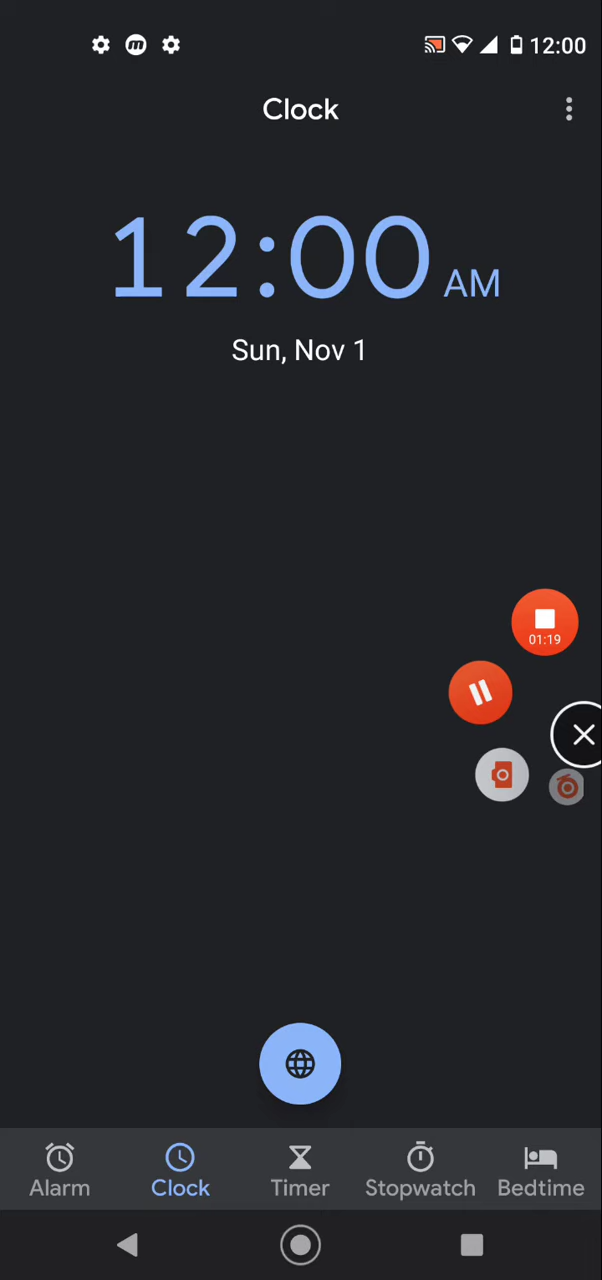 12:00
Clock
12:00 AM
Sun, Nov 1
01:19
Alarm Clock Timer Stopwatch Bedtime